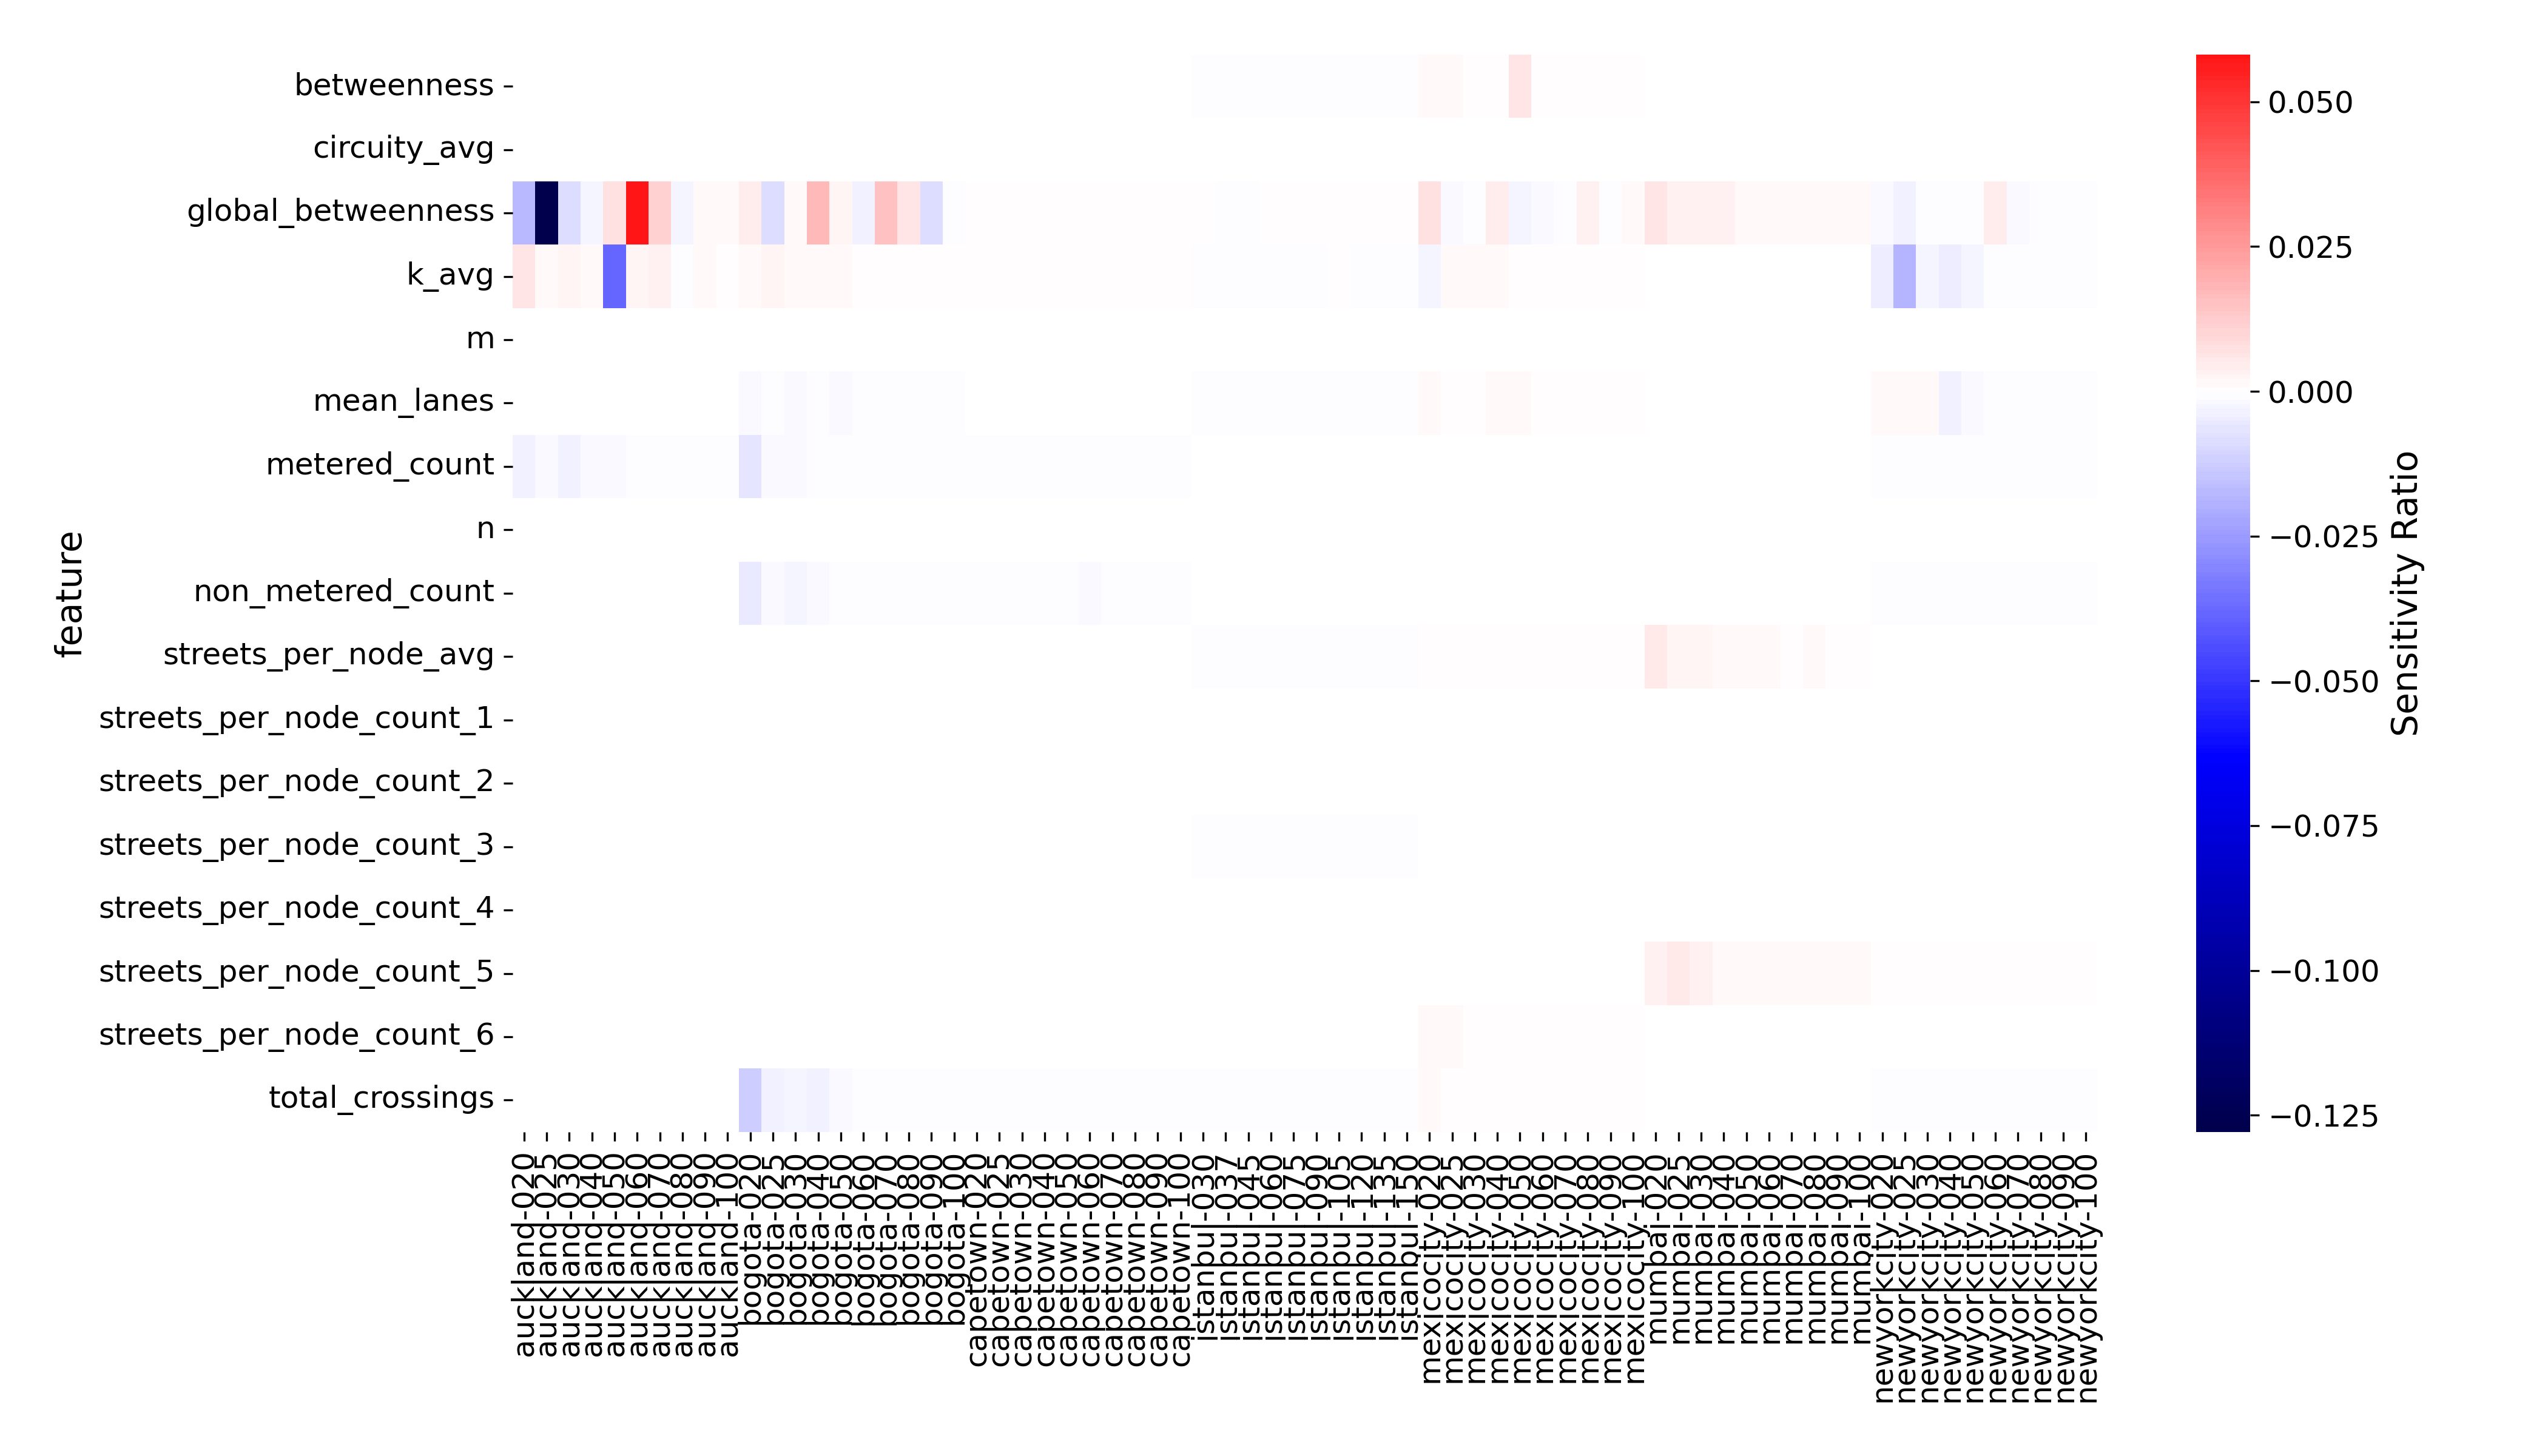 betweenness
circuity_avg
global_betweenness
k_avg
m
mean_lanes
metered_count
n
non_metered_count
streets_per_node_avg
streets_per_node_count_1
streets_per_node_count_2
streets_per_node_count_3
streets_per_node_count_4
streets_per_node_count_5
streets_per_node_count_6
total_crossings
feature
auckland-020
auckland-025
auckland-030
auckland-040
auckland-050
auckland-060
auckland-070
auckland-080
auckland-090
auckland-100
bogota-020
bogota-025
bogota-030
bogota-040
bogota-050
bogota-060
bogota-070
bogota-080
bogota-090
bogota-100
capetown-020
capetown-025
capetown-030
capetown-040
capetown-050
capetown-060
capetown-070
capetown-080
capetown-090
capetown-100
istanbul-030
istanbul-037
istanbul-045
istanbul-060
istanbul-075
istanbul-090
istanbul-105
istanbul-120
istanbul-135
istanbul-150
mexicocity-020
mexicocity-025
mexicocity-030
mexicocity-040
mexicocity-050
mexicocity-060
mexicocity-070
mexicocity-080
mexicocity-090
mexicocity-100
mumbai-020
mumbai-025
mumbai-030
mumbai-040
mumbai-050
mumbai-060
mumbai-070
mumbai-080
mumbai-090
mumbai-100
newyorkcity-020
newyorkcity-025
newyorkcity-030
newyorkcity-040
newyorkcity-050
newyorkcity-060
newyorkcity-070
newyorkcity-080
newyorkcity-090
newyorkcity-100
0.050
0.025
0.000
−0.025
−0.050
−0.075
−0.100
−0.125
Sensitivity Ratio